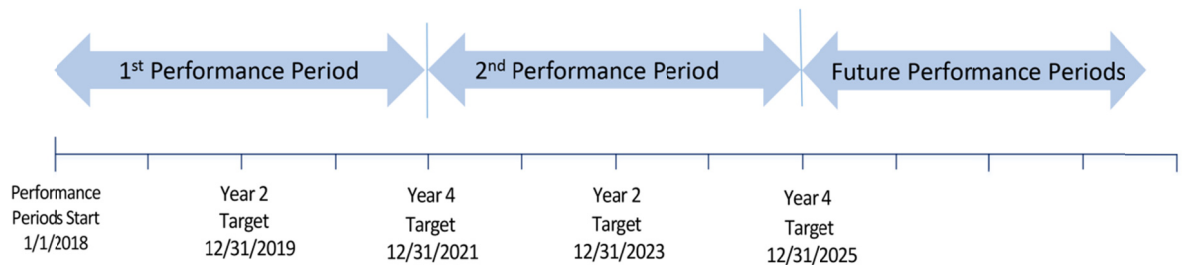 1st Performance Period
2nd Performance Period
Future Performance Periods
Performance
Periods Start
1/1/2018
Year 2
Target
12/31/2019
Year 4
Target
12/31/2021
Year 2
Target
12/31/2023
Year 4
Target
12/31/2025